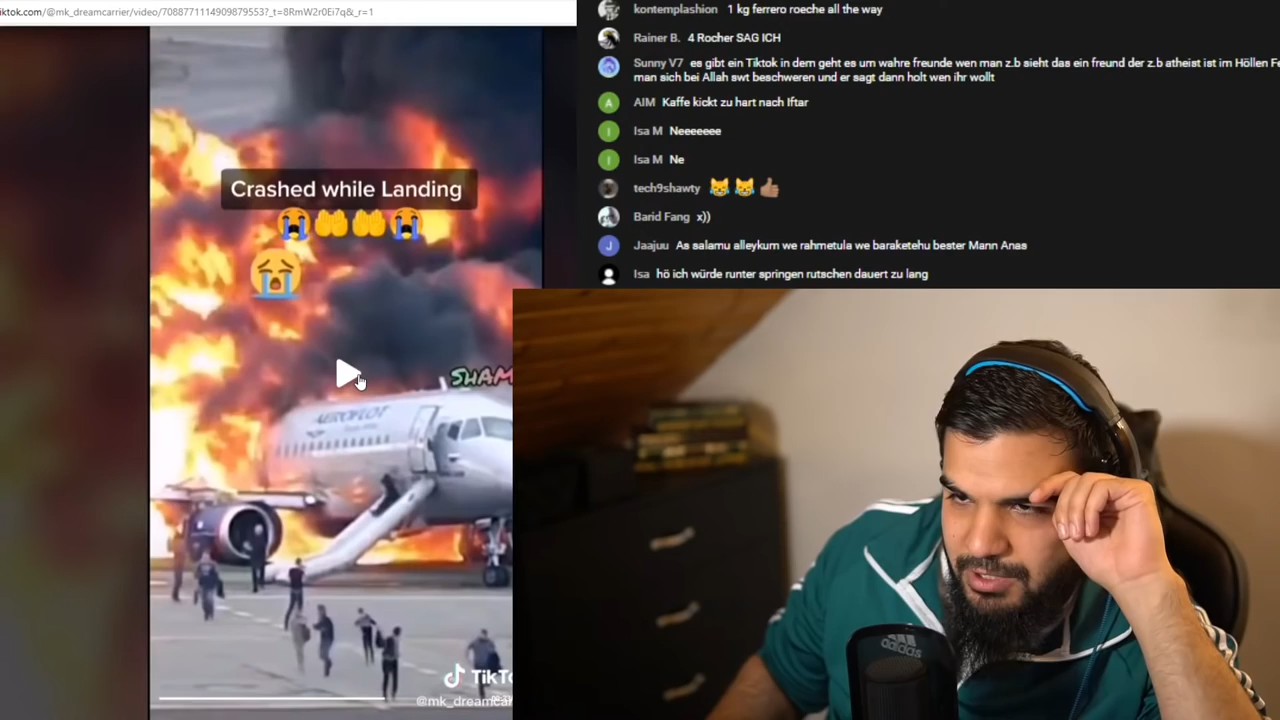 iktok.com/@mk_dreamcarrier/video/7088771114909879553?_t=8RmW2r0Ei7q&_r=1
Crashed while Landing
😭🤲🤲😭
😭
SHAM
AEROFLOT
TikTo
@mk_dreamcar
kontemplashion 1 kg ferrero roeche all the way
Rainer B. 4 Rocher SAG ICH
Sunny V7 es gibt ein Tiktok in dem geht es um wahre freunde wen man z.b sieht das ein freund der z.b atheist ist im Höllen Fe
man sich bei Allah swt beschweren und er sagt dann holt wen ihr wollt
A AIM Kaffe kickt zu hart nach Iftar
I Isa M Neeeeeee
I Isa M Ne
tech9shawty 😹😹👍🏽
Barid Fang x))
J Jaajuu As salamu alleykum we rahmetula we baraketehu bester Mann Anas
Isa hö ich würde runter springen rutschen dauert zu lang
adidas